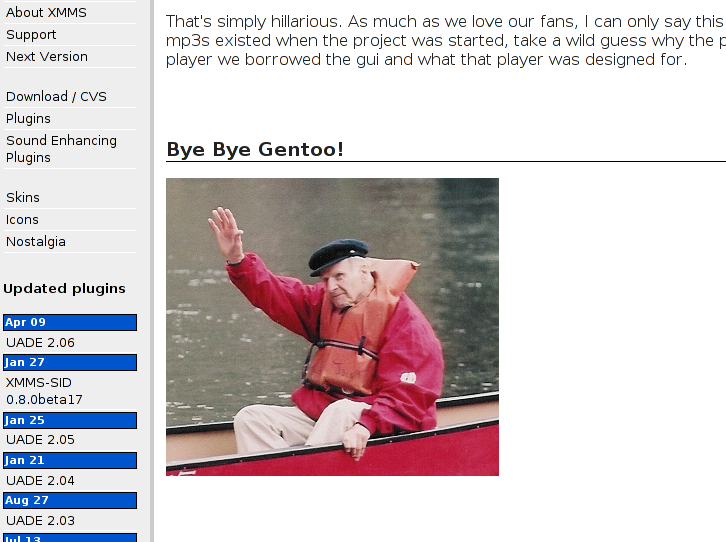 About XMMS
Support
Next Version
Download / CVS
Plugins
Sound Enhancing
Plugins
Skins
Icons
Nostalgia
Updated plugins
Apr 09
UADE 2.06
Jan 27
XMMS-SID
0.8.0beta17
Jan 25
UADE 2.05
Jan 21
UADE 2.04
Aug 27
UADE 2.03
Jul 13
That's simply hillarious. As much as we love our fans, I can only say this
mp3s existed when the project was started, take a wild guess why the p
player we borrowed the gui and what that player was designed for.
Bye Bye Gentoo!